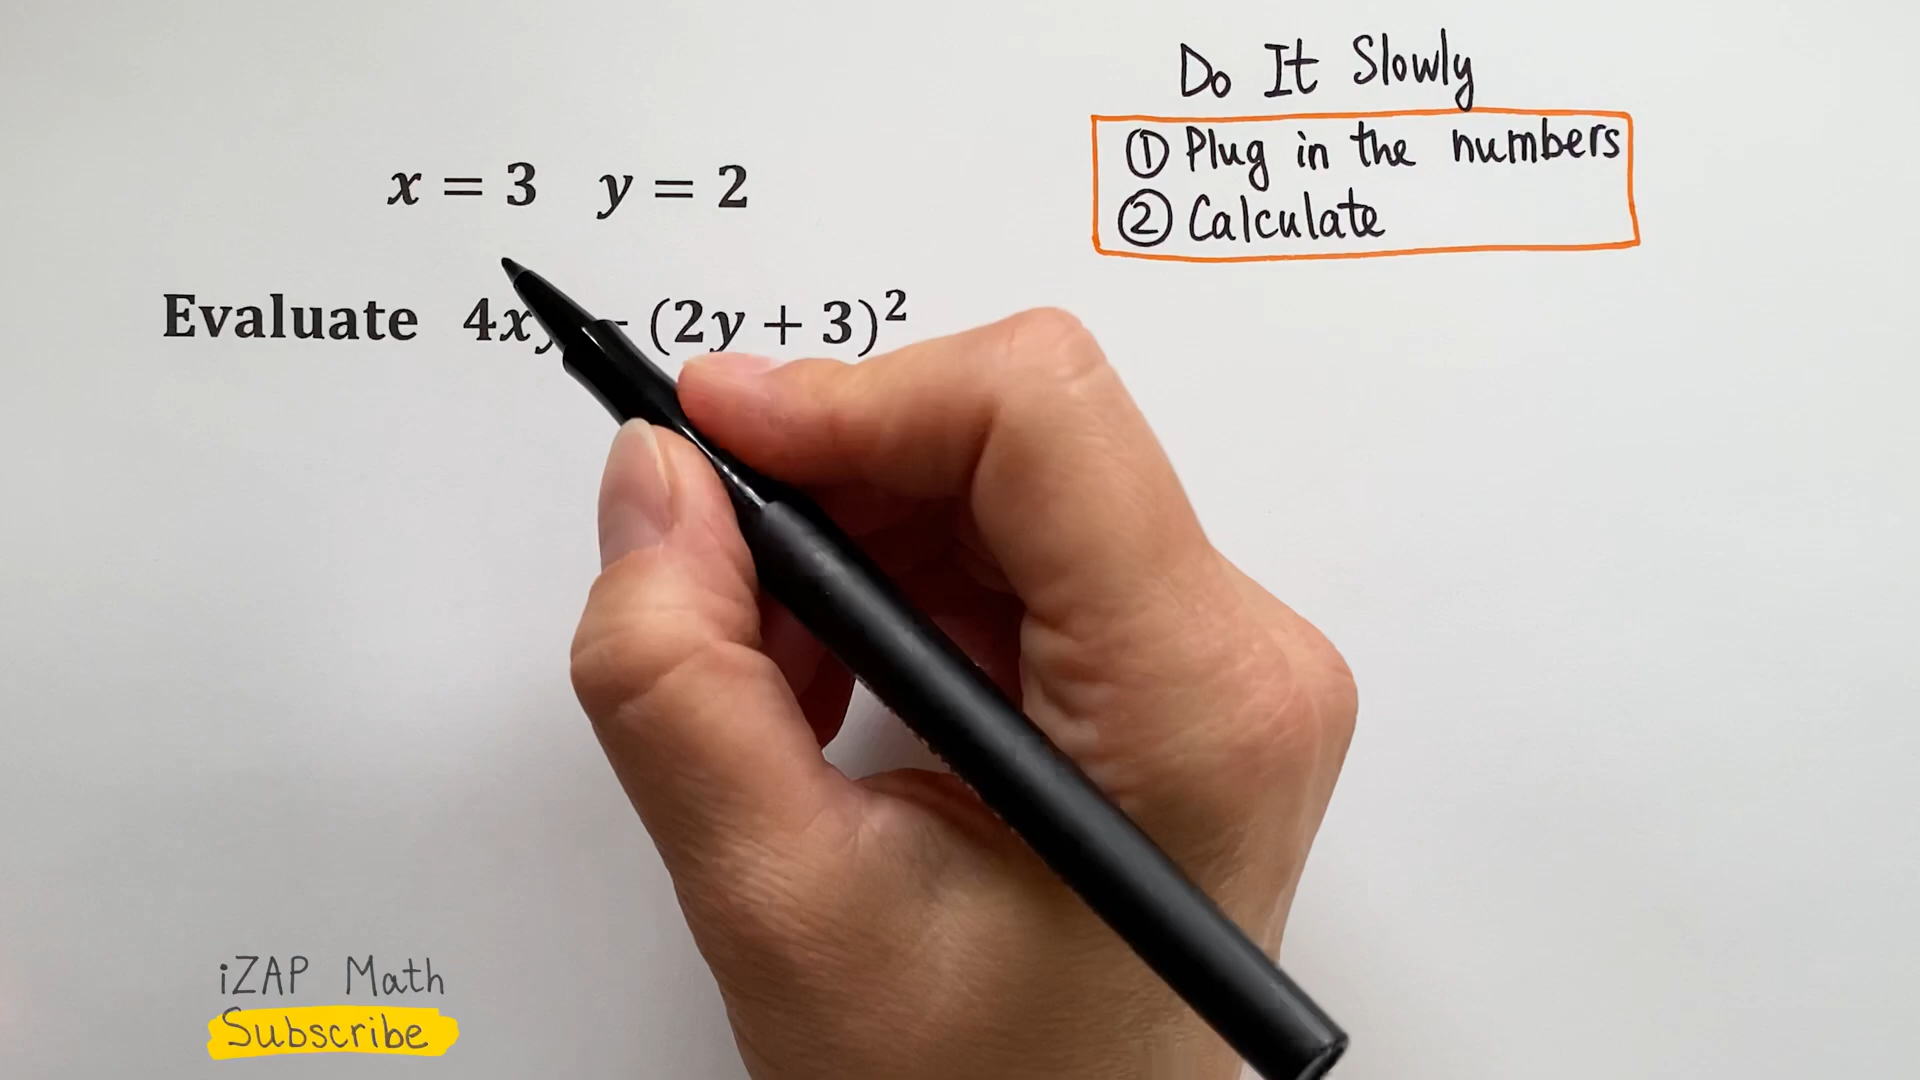 Do It Slowly
① Plug in the numbers
② Calculate
x = 3 y = 2
Evaluate 4xy - (2y + 3)²
iZAP Math
Subscribe